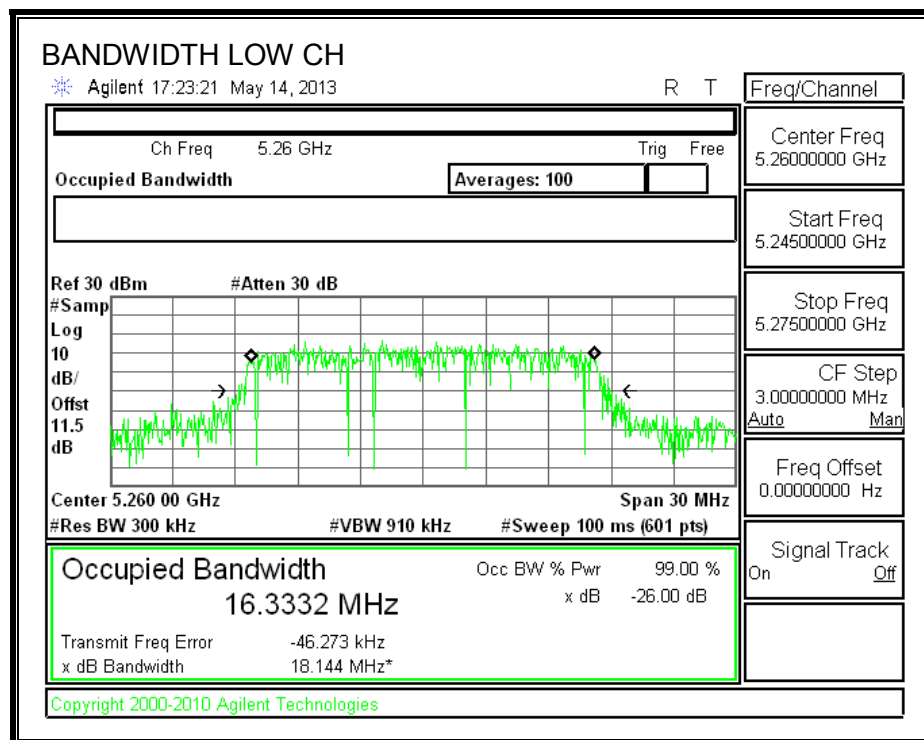 BANDWIDTH LOW CH
Agilent 17:23:21 May 14, 2013 R T
Ch Freq 5.26 GHz Trig Free
Occupied Bandwidth Averages: 100
Ref 30 dBm #Atten 30 dB
#Samp
Log
10
dB/
Offst
11.5
dB
Center 5.260 00 GHz Span 30 MHz
#Res BW 300 kHz #VBW 910 kHz #Sweep 100 ms (601 pts)
Occupied Bandwidth Occ BW % Pwr 99.00 %
16.3332 MHz x dB -26.00 dB
Transmit Freq Error -46.273 kHz
x dB Bandwidth 18.144 MHz*
Copyright 2000-2010 Agilent Technologies
Freq/Channel
Center Freq
5.26000000 GHz
Start Freq
5.24500000 GHz
Stop Freq
5.27500000 GHz
CF Step
3.00000000 MHz
Auto Man
Freq Offset
0.00000000 Hz
Signal Track
On Off